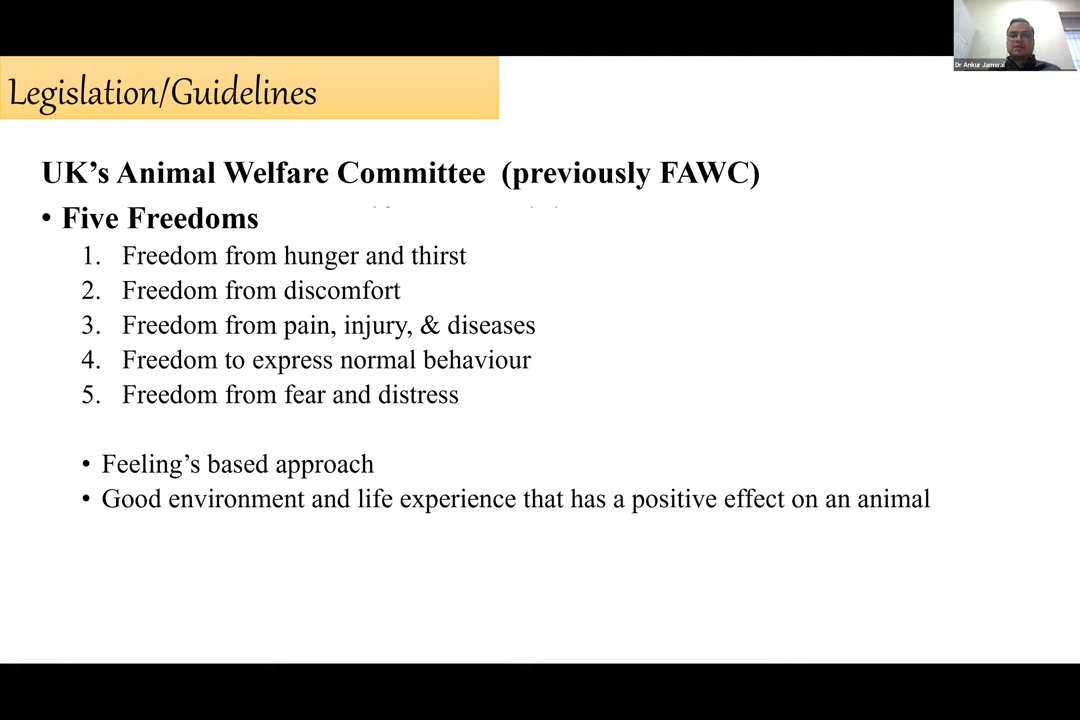 Dr Ankur Jamwal
Legislation/Guidelines
UK’s Animal Welfare Committee (previously FAWC)
• Five Freedoms
1. Freedom from hunger and thirst
2. Freedom from discomfort
3. Freedom from pain, injury, & diseases
4. Freedom to express normal behaviour
5. Freedom from fear and distress
• Feeling’s based approach
• Good environment and life experience that has a positive effect on an animal